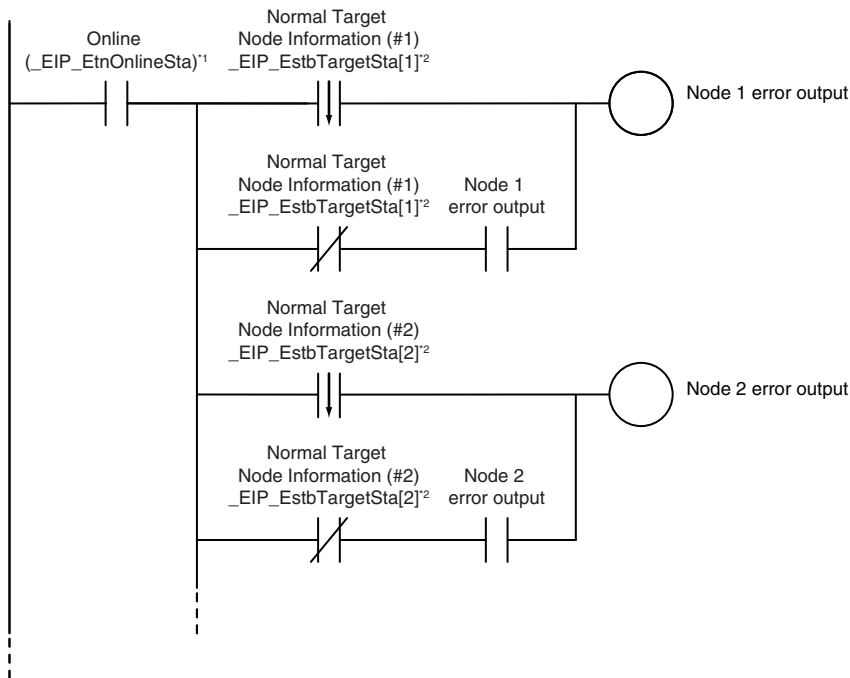 Online
(_EIP_EtnOnlineSta)*1
Normal Target
Node Information (#1)
_EIP_EstbTargetSta[1]*2
Node 1 error output
Normal Target
Node Information (#1)
_EIP_EstbTargetSta[1]*2
Node 1
error output
Normal Target
Node Information (#2)
_EIP_EstbTargetSta[2]*2
Node 2 error output
Normal Target
Node Information (#2)
_EIP_EstbTargetSta[2]*2
Node 2
error output